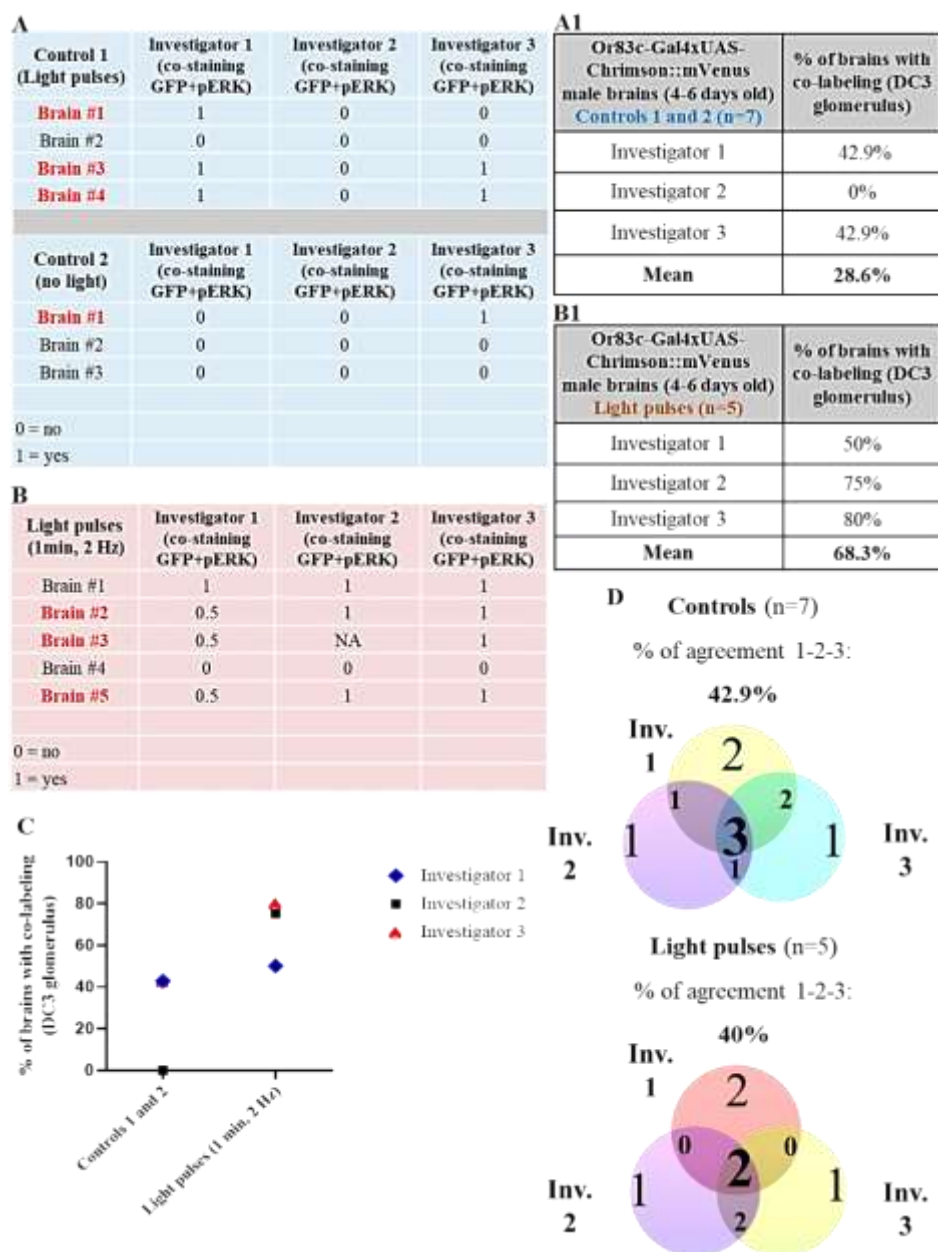 A
Control 1 (Light pulses) Investigator 1 (co-staining GFP+pERK) Investigator 2 (co-staining GFP+pERK) Investigator 3 (co-staining GFP+pERK)
Brain #1 1 0 0
Brain #2 0 0 0
Brain #3 1 0 1
Brain #4 1 0 1
Control 2 (no light) Investigator 1 (co-staining GFP+pERK) Investigator 2 (co-staining GFP+pERK) Investigator 3 (co-staining GFP+pERK)
Brain #1 0 0 1
Brain #2 0 0 0
Brain #3 0 0 0
0 = no
1 = yes
A1
Or83c-Gal4xUAS-
Chrimson::mVenus
male brains (4-6 days old)
Controls 1 and 2 (n=7)
% of brains with
co-labeling (DC3
glomerulus)
Investigator 1 42.9%
Investigator 2 0%
Investigator 3 42.9%
Mean 28.6%
B1
Or83c-Gal4xUAS-
Chrimson::mVenus
male brains (4-6 days old)
Light pulses (n=5)
% of brains with
co-labeling (DC3
glomerulus)
Investigator 1 50%
Investigator 2 75%
Investigator 3 80%
Mean 68.3%
B
Light pulses (1min, 2 Hz) Investigator 1 (co-staining GFP+pERK) Investigator 2 (co-staining GFP+pERK) Investigator 3 (co-staining GFP+pERK)
Brain #1 1 1 1
Brain #2 0.5 1 1
Brain #3 0.5 NA 1
Brain #4 0 0 0
Brain #5 0.5 1 1
0 = no
1 = yes
C
% of brains with co-labeling
(DC3 glomerulus)
100
80
60
40
20
0
Controls 1 and 2
Light pulses (1 min, 2 Hz)
Investigator 1
Investigator 2
Investigator 3
D
Controls (n=7)
% of agreement 1-2-3:
42.9%
Inv.
1
2
1
2
3
1
1
1
Inv.
2
Inv.
3
Light pulses (n=5)
% of agreement 1-2-3:
40%
Inv.
1
2
0
0
2
1
1
2
Inv.
2
Inv.
3